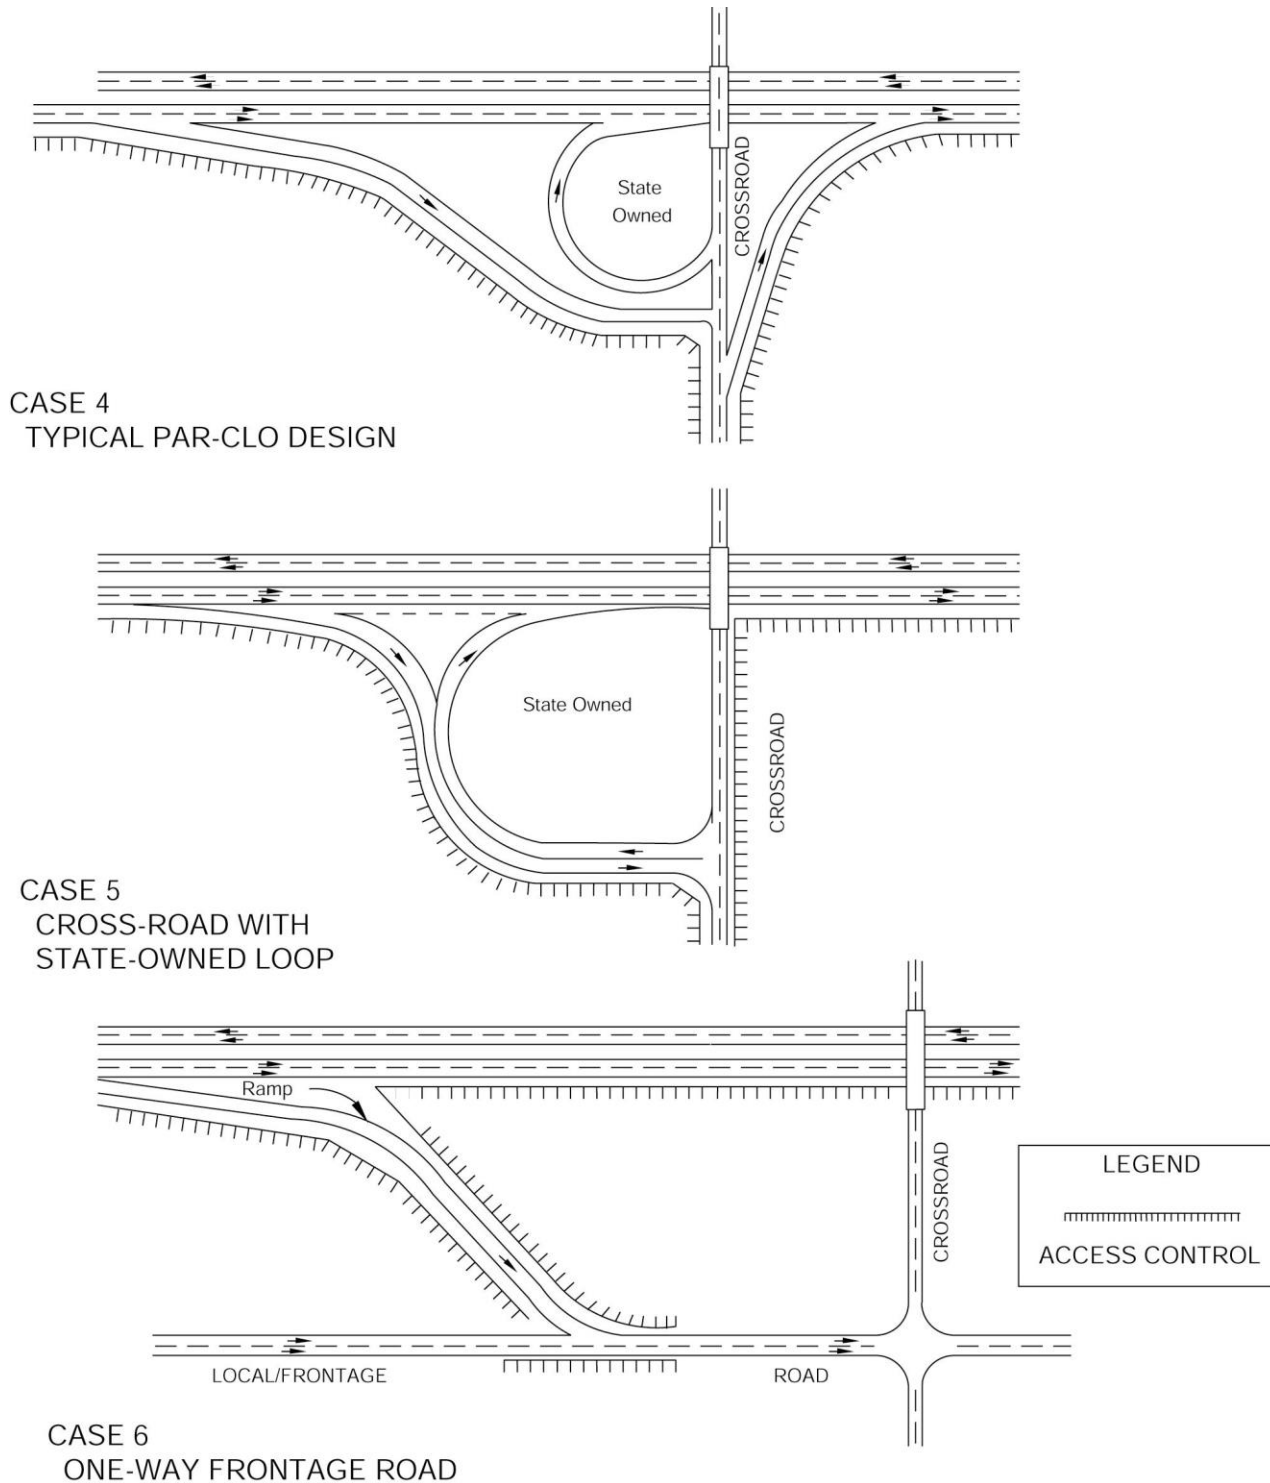 State
Owned
CROSSROAD
CASE 4
TYPICAL PAR-CLO DESIGN
State Owned
CROSSROAD
CASE 5
CROSS-ROAD WITH
STATE-OWNED LOOP
Ramp
CROSSROAD
LEGEND
ACCESS CONTROL
LOCAL/FRONTAGE ROAD
CASE 6
ONE-WAY FRONTAGE ROAD